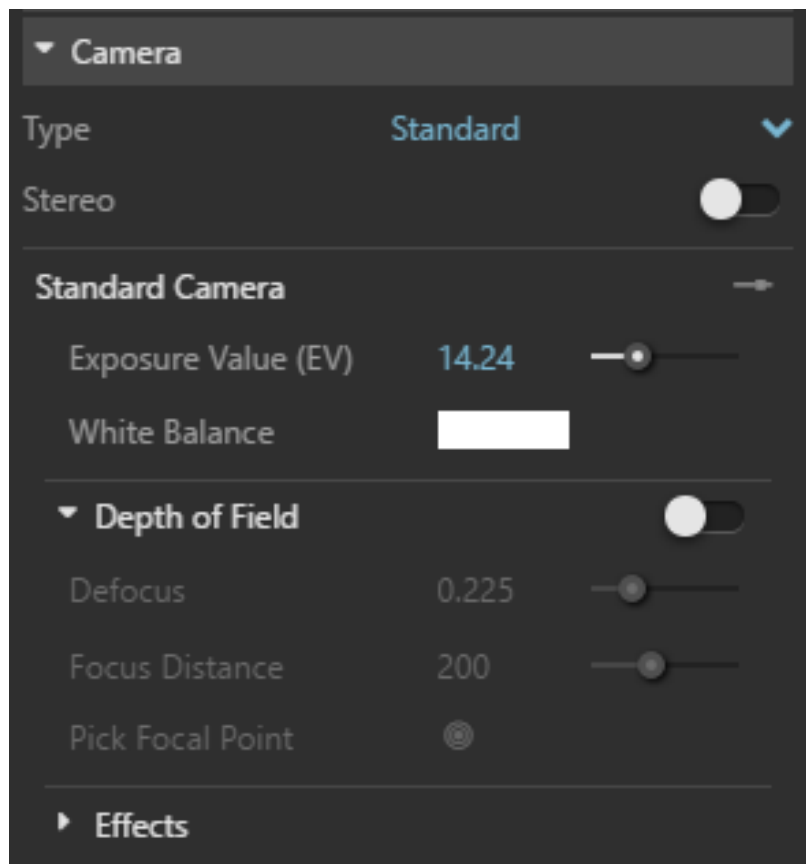 Camera
Type Standard
Stereo
Standard Camera
Exposure Value (EV) 14.24
White Balance
Depth of Field
Defocus 0.225
Focus Distance 200
Pick Focal Point
Effects